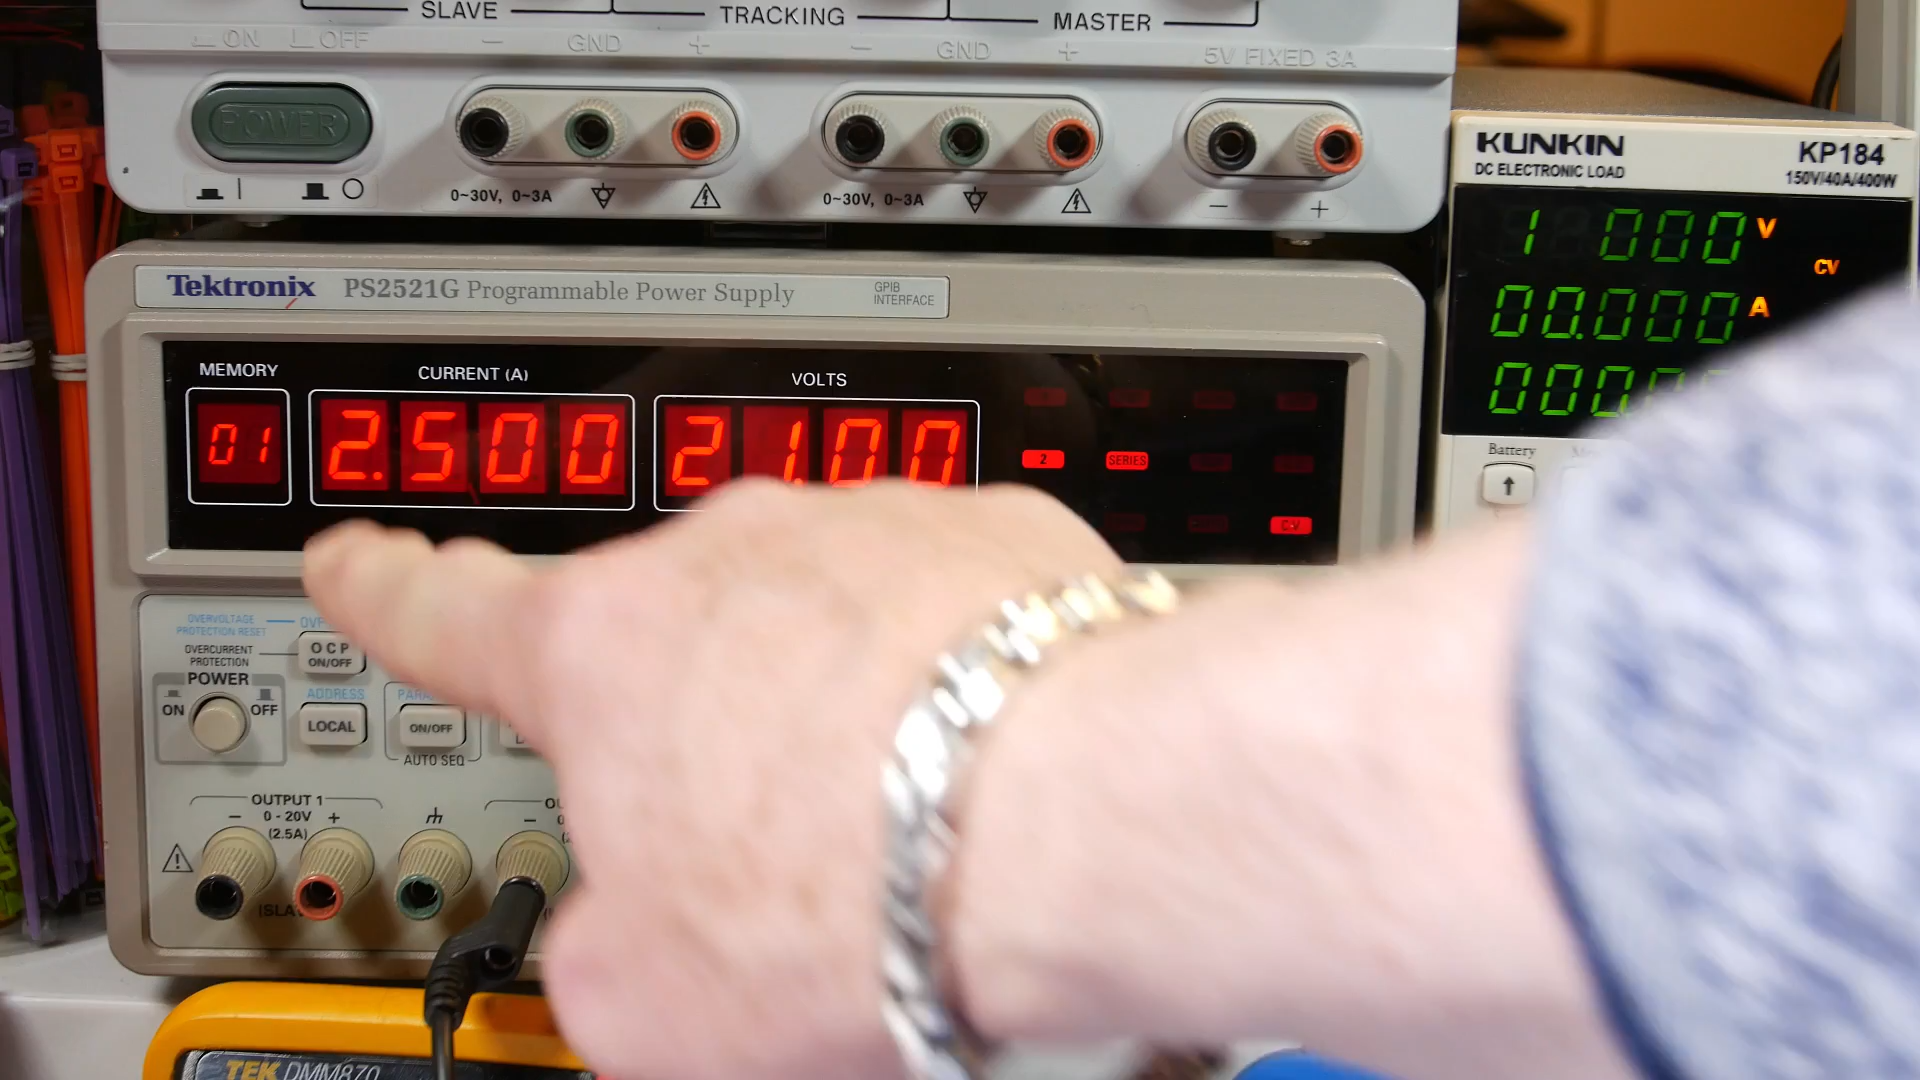 SLAVE TRACKING MASTER
ON OFF − GND + − GND + 5V FIXED 3A
POWER
0~30V, 0~3A 0~30V, 0~3A − +
KUNKIN KP184
DC ELECTRONIC LOAD 150V/40A/400W
1 000 V
CV
00.000 A
Battery
Tektronix PS2521G Programmable Power Supply GPIB
INTERFACE
MEMORY CURRENT (A) VOLTS
01 2.500 21.00
2 SERIES
CV
OVERVOLTAGE
PROTECTION RESET
OVERCURRENT
PROTECTION
OCP
ON/OFF
POWER
ON OFF
ADDRESS
LOCAL
ON/OFF
AUTO SEQ
OUTPUT 1
− 0 - 20V +
(2.5A)
−
TEK DMM870